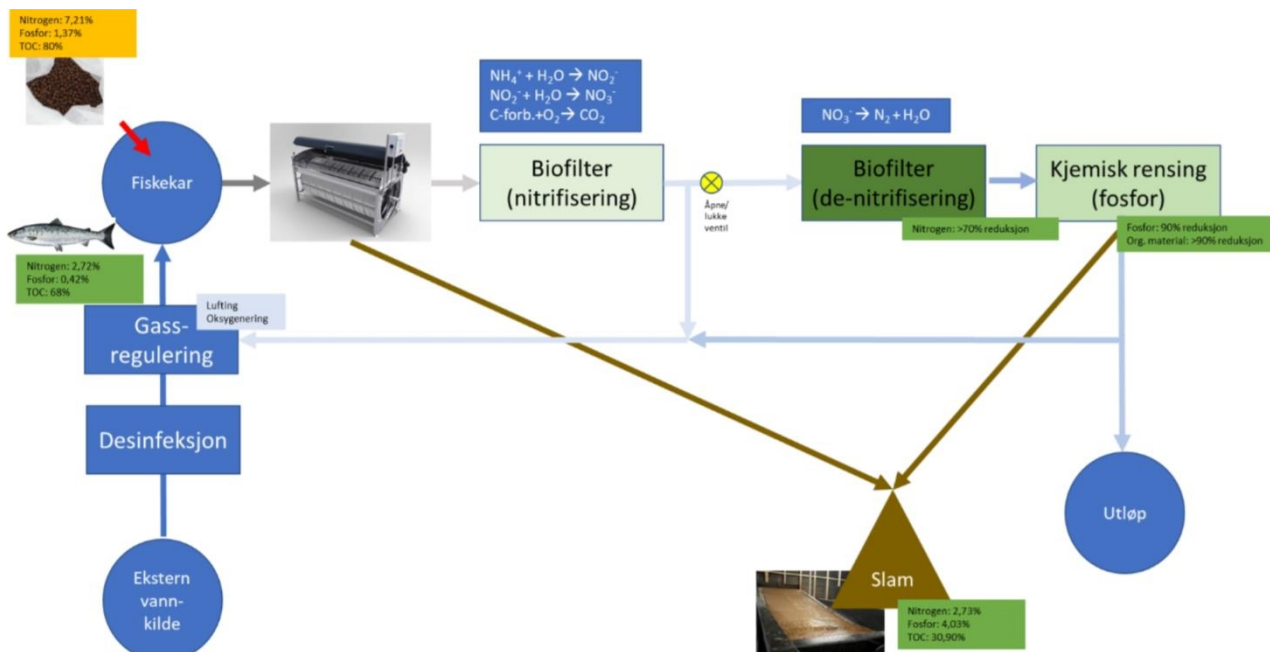 Nitrogen: 7,21%
Fosfor: 1,37%
TOC: 80%
Fiskekar
Nitrogen: 2,72%
Fosfor: 0,42%
TOC: 68%
Lufting
Oksygenering
Gass-
regulering
Desinfeksjon
Ekstern
vann-
kilde
NH₄⁺ + H₂O → NO₂⁻
NO₂⁻ + H₂O → NO₃⁻
C-forb.+O₂→ CO₂
Biofilter
(nitrifisering)
Åpne/
lukke
ventil
NO₃⁻ → N₂ + H₂O
Biofilter
(de-nitrifisering)
Nitrogen: >70% reduksjon
Kjemisk rensing
(fosfor)
Fosfor: 90% reduksjon
Org. material: >90% reduksjon
Utløp
Slam
Nitrogen: 2,73%
Fosfor: 4,03%
TOC: 30,90%